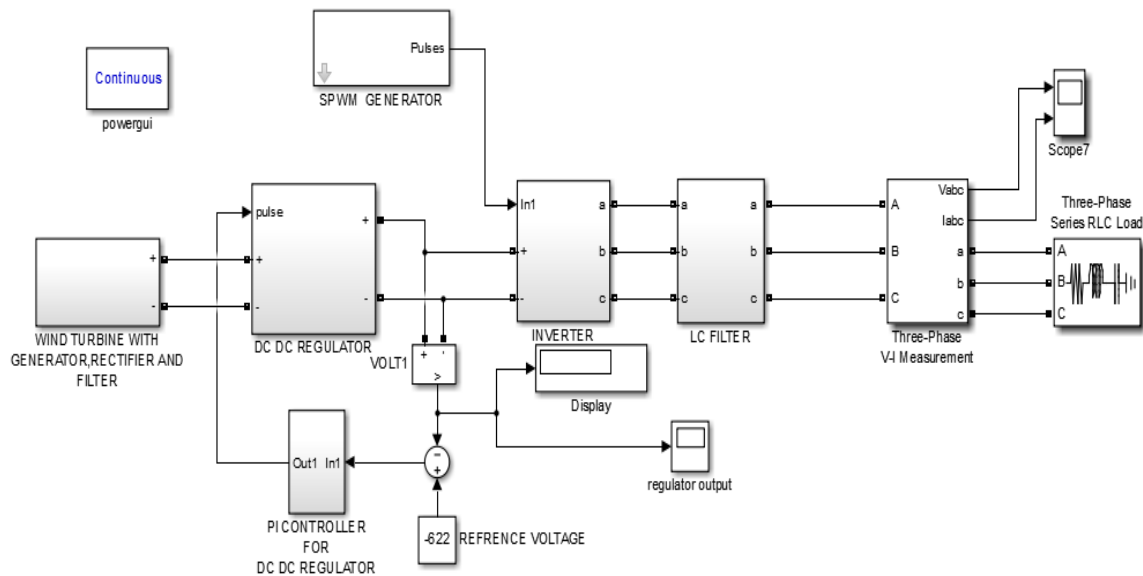 Continuous
powergui
Pulses
SPWM GENERATOR
Scope7
pulse
+
-
+
-
+
-
WIND TURBINE WITH
GENERATOR,RECTIFIER AND
FILTER
DC DC REGULATOR
In1
+
-
a
b
c
INVERTER
a
b
c
a
b
c
LC FILTER
A
B
C
Vabc
Iabc
a
b
c
Three-Phase
V-I Measurement
Three-Phase
Series RLC Load
A
B
C
VOLT1
+
-
v
Display
regulator output
Out1
In1
PI CONTROLLER
FOR
DC DC REGULATOR
-
+
-622
REFRENCE VOLTAGE